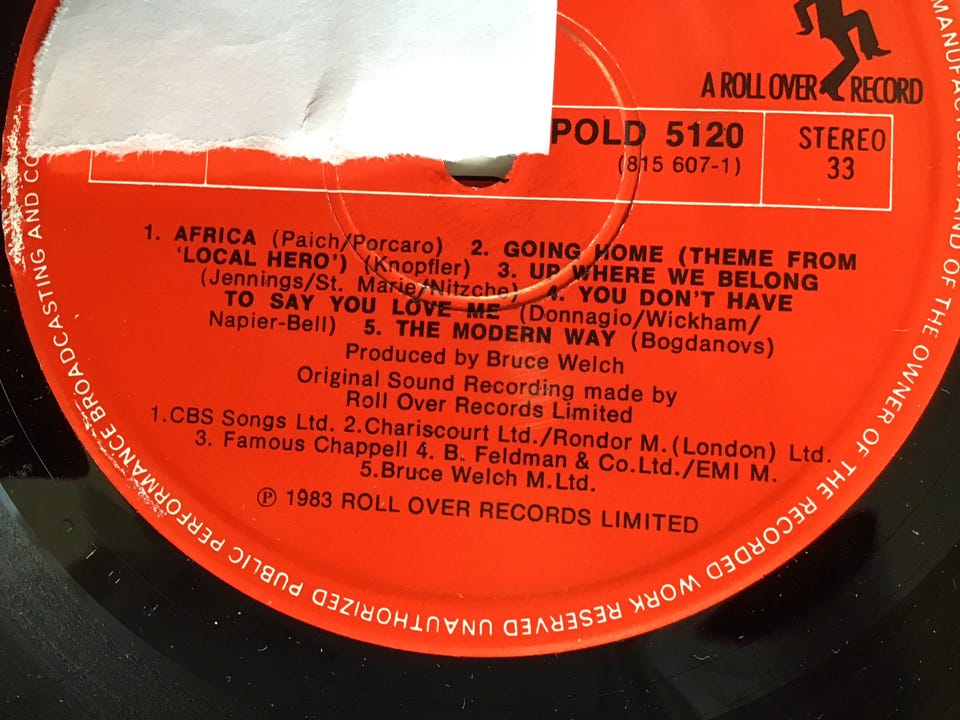 A ROLL OVER RECORD
POLD 5120
(815 607-1)
STEREO
33
1. AFRICA (Paich/Porcaro) 2. GOING HOME (THEME FROM
'LOCAL HERO') (Knopfler) 3. UP WHERE WE BELONG
(Jennings/St. Marie/Nitzche) 4. YOU DON'T HAVE
TO SAY YOU LOVE ME (Donnagio/Wickham/
Napier-Bell) 5. THE MODERN WAY (Bogdanovs)
Produced by Bruce Welch
Original Sound Recording made by
Roll Over Records Limited
1.CBS Songs Ltd. 2.Chariscourt Ltd./Rondor M.(London) Ltd.
3. Famous Chappell 4. B. Feldman & Co.Ltd./EMI M.
5.Bruce Welch M.Ltd.
℗ 1983 ROLL OVER RECORDS LIMITED
AND OF THE OWNER OF THE RECORDED WORK RESERVED UNAUTHORIZED PUBLIC PERFORMANCE BROADCASTING AND